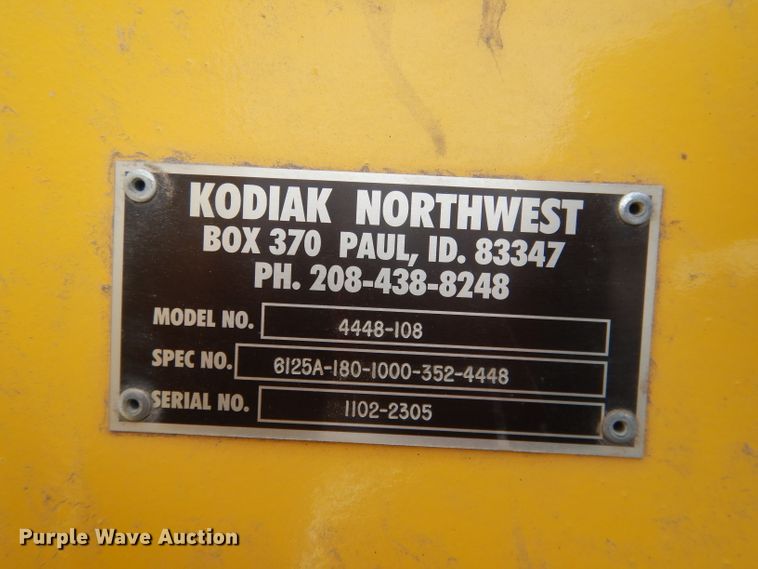 KODIAK NORTHWEST
BOX 370 PAUL, ID. 83347
PH. 208-438-8248
MODEL NO. 4448-108
SPEC NO. 6125A-180-1000-352-4448
SERIAL NO. 1102-2305
Purple Wave Auction